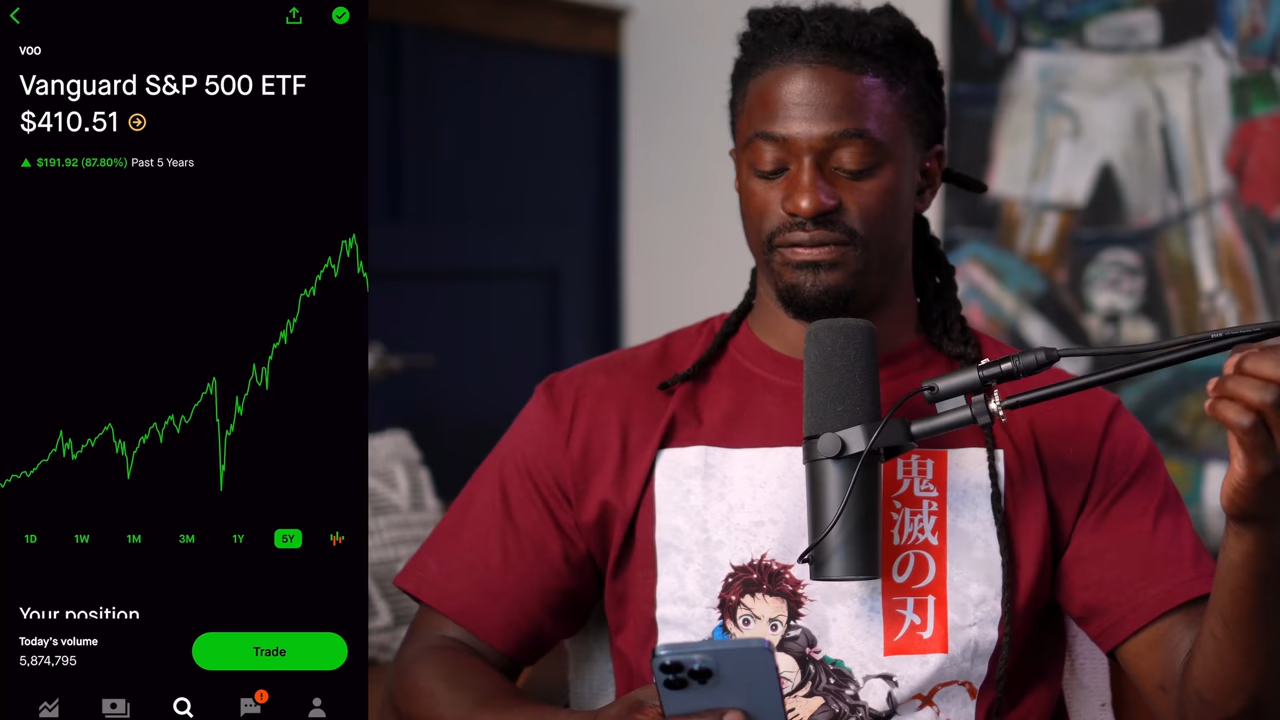 VOO
Vanguard S&P 500 ETF
$410.51
▲ $191.92 (87.80%) Past 5 Years
1D 1W 1M 3M 1Y 5Y
Your position
Today's volume
5,874,795
Trade
!
鬼滅の刃